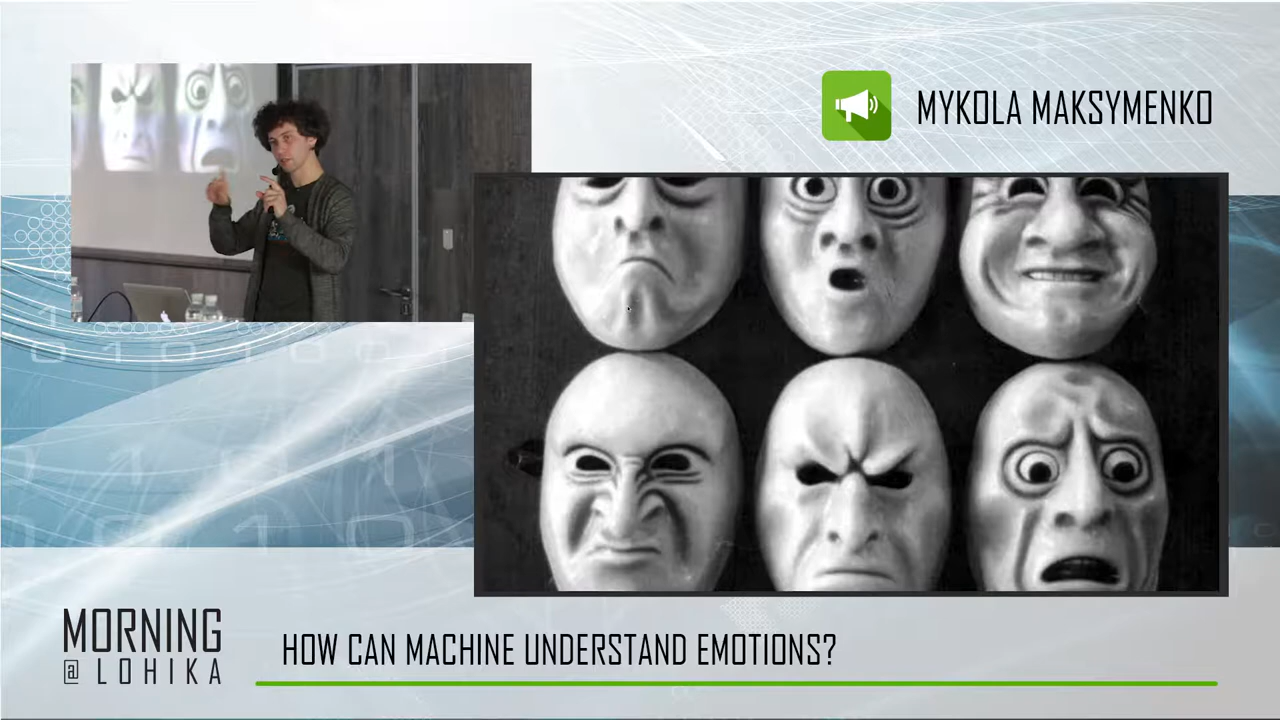 MYKOLA MAKSYMENKO
MORNING
@ LOHIKA
HOW CAN MACHINE UNDERSTAND EMOTIONS?